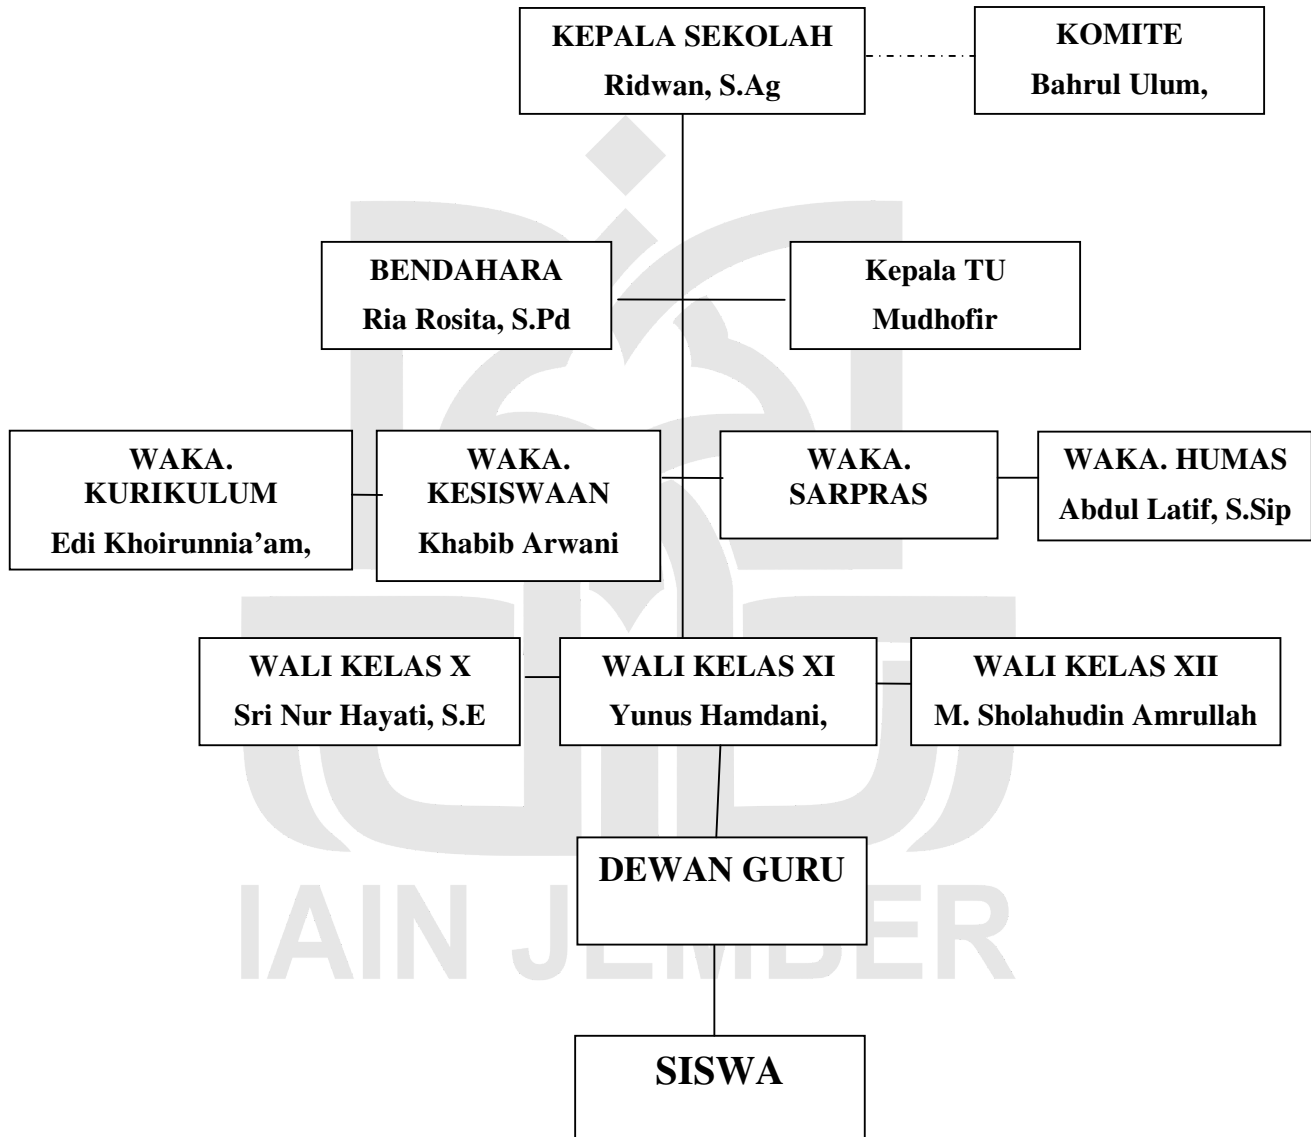 KEPALA SEKOLAH
Ridwan, S.Ag
KOMITE
Bahrul Ulum,
BENDAHARA
Ria Rosita, S.Pd
Kepala TU
Mudhofir
WAKA.
KURIKULUM
Edi Khoirunnia’am,
WAKA.
KESISWAAN
Khabib Arwani
WAKA.
SARPRAS
WAKA. HUMAS
Abdul Latif, S.Sip
WALI KELAS X
Sri Nur Hayati, S.E
WALI KELAS XI
Yunus Hamdani,
WALI KELAS XII
M. Sholahudin Amrullah
DEWAN GURU
IAIN JEMBER
SISWA